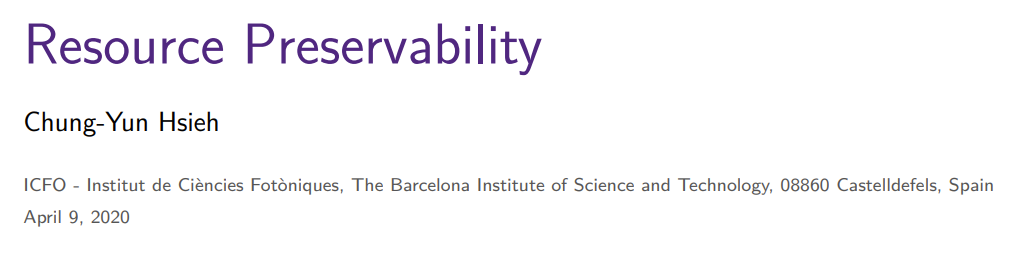 Resource Preservability
Chung-Yun Hsieh
ICFO - Institut de Ciències Fotòniques, The Barcelona Institute of Science and Technology, 08860 Castelldefels, Spain
April 9, 2020